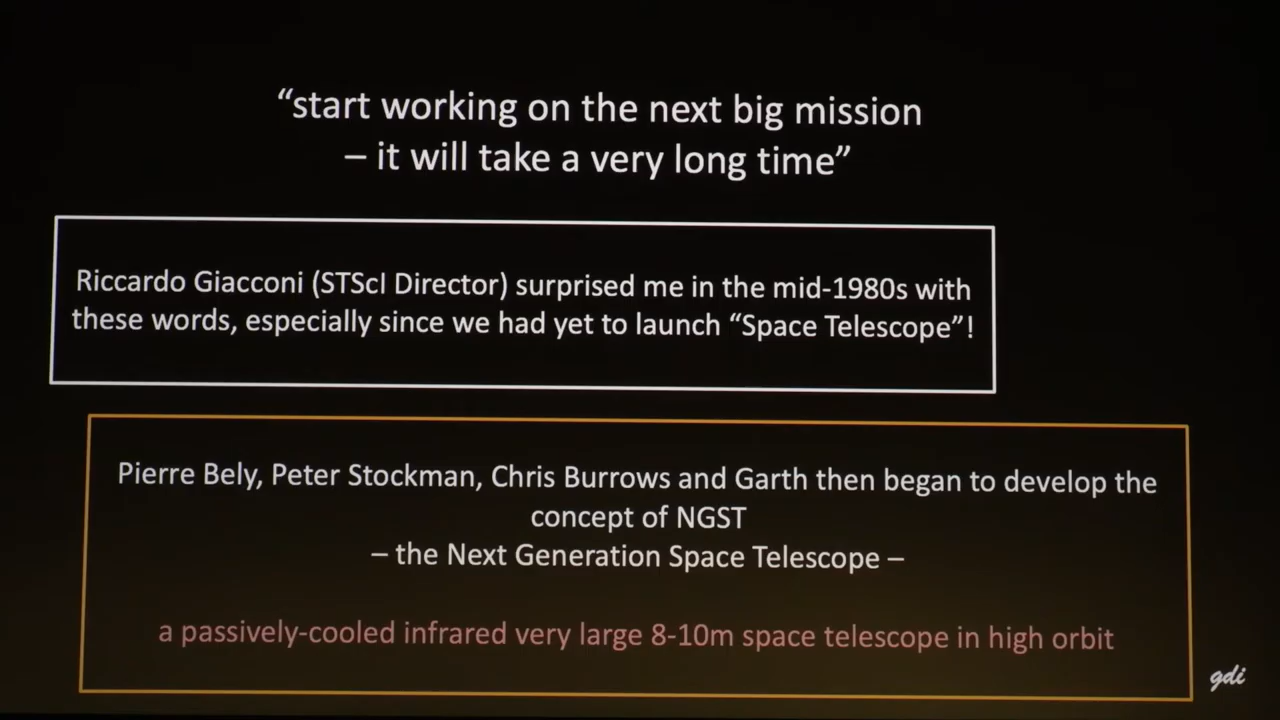 “start working on the next big mission
– it will take a very long time”
Riccardo Giacconi (STScI Director) surprised me in the mid-1980s with
these words, especially since we had yet to launch “Space Telescope”!
Pierre Bely, Peter Stockman, Chris Burrows and Garth then began to develop the
concept of NGST
– the Next Generation Space Telescope –
a passively-cooled infrared very large 8-10m space telescope in high orbit
gdi